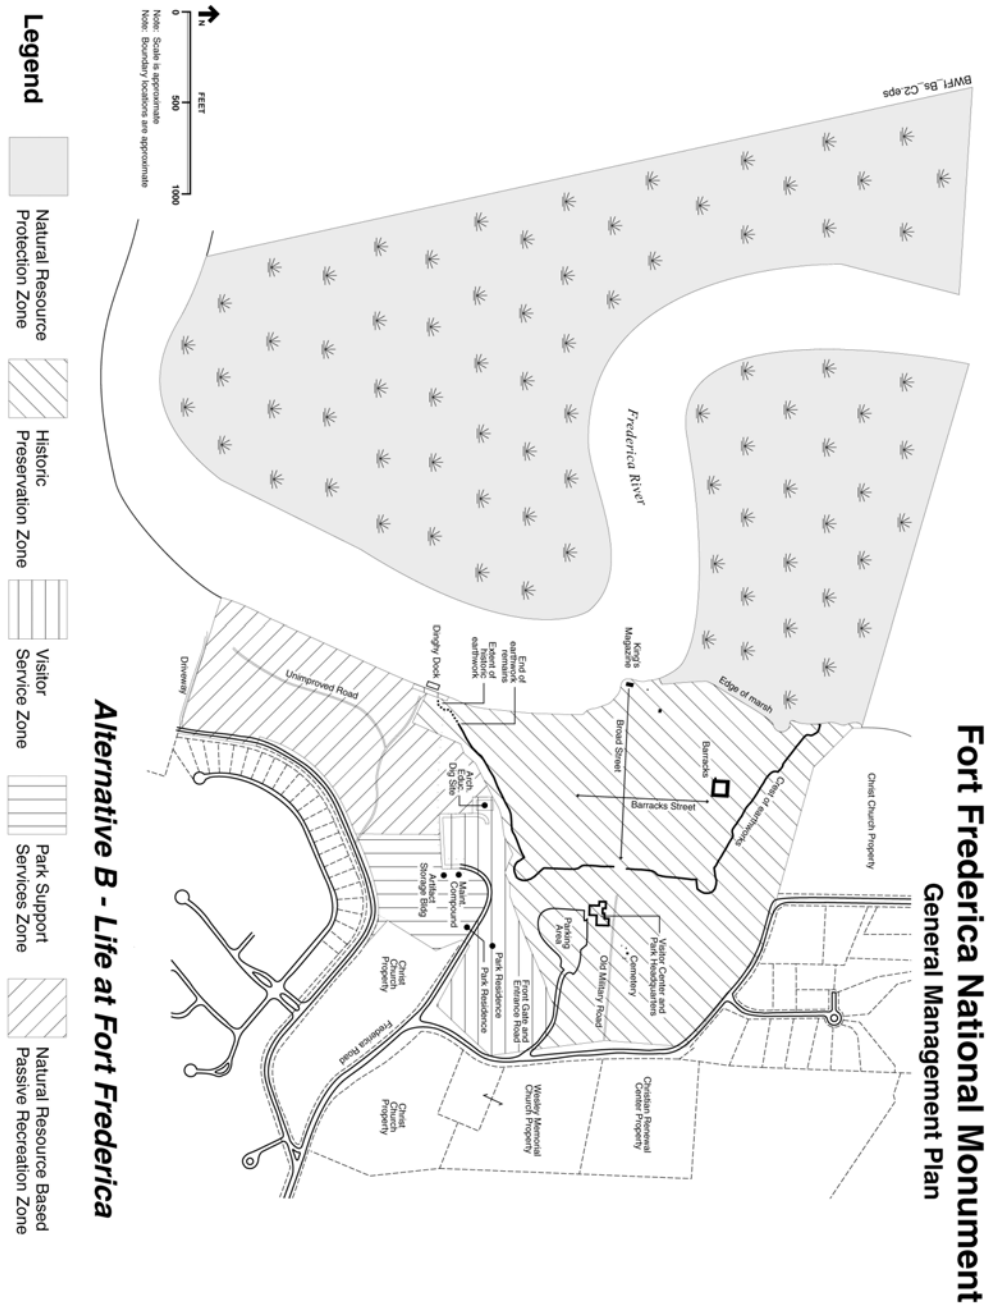 Fort Frederica National Monument
General Management Plan
BWFI_Bs_C2.eps
N
0
500
1000
FEET
Note:  Scale is approximate
Note:  Boundary locations are approximate
Frederica River
Christ Church Property
Edge of marsh
Crest of earthworks
King's
Magazine
Barracks
Barracks Street
Broad Street
End of
earthwork
remains
Extent of
historic
earthwork
Dinghy Dock
Unimproved Road
Driveway
Arch.
Educ.
Dig Site
Visitor Center and
Park Headquarters
Cemetery
Old Military Road
Parking
Area
Maint.
Compound
Artifact
Storage Bldg
Front Gate and
Entrance Road
Park Residence
Park Residence
Christ
Church
Property
Frederica Road
Christ
Church
Property
Wesley Memorial
Church Property
Christian Renewal
Center Property
Alternative B - Life at Fort Frederica
Legend
Natural Resource
Protection Zone
Historic
Preservation Zone
Visitor
Service Zone
Park Support
Services Zone
Natural Resource Based
Passive Recreation Zone